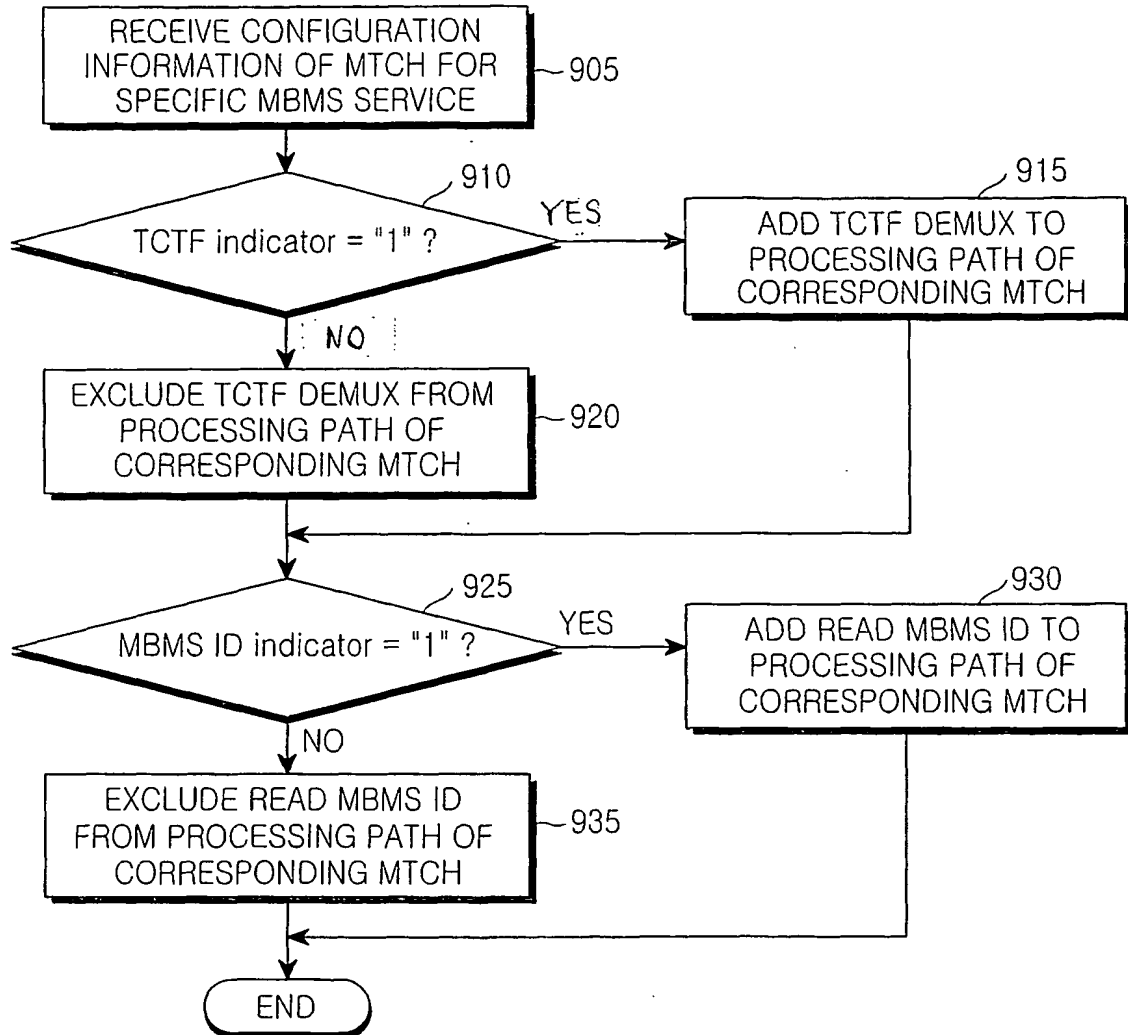 RECEIVE CONFIGURATION
INFORMATION OF MTCH FOR
SPECIFIC MBMS SERVICE
905
910
TCTF indicator = "1" ?
YES
915
ADD TCTF DEMUX TO
PROCESSING PATH OF
CORRESPONDING MTCH
NO
EXCLUDE TCTF DEMUX FROM
PROCESSING PATH OF
CORRESPONDING MTCH
920
925
MBMS ID indicator = "1" ?
YES
930
ADD READ MBMS ID TO
PROCESSING PATH OF
CORRESPONDING MTCH
NO
EXCLUDE READ MBMS ID
FROM PROCESSING PATH OF
CORRESPONDING MTCH
935
END